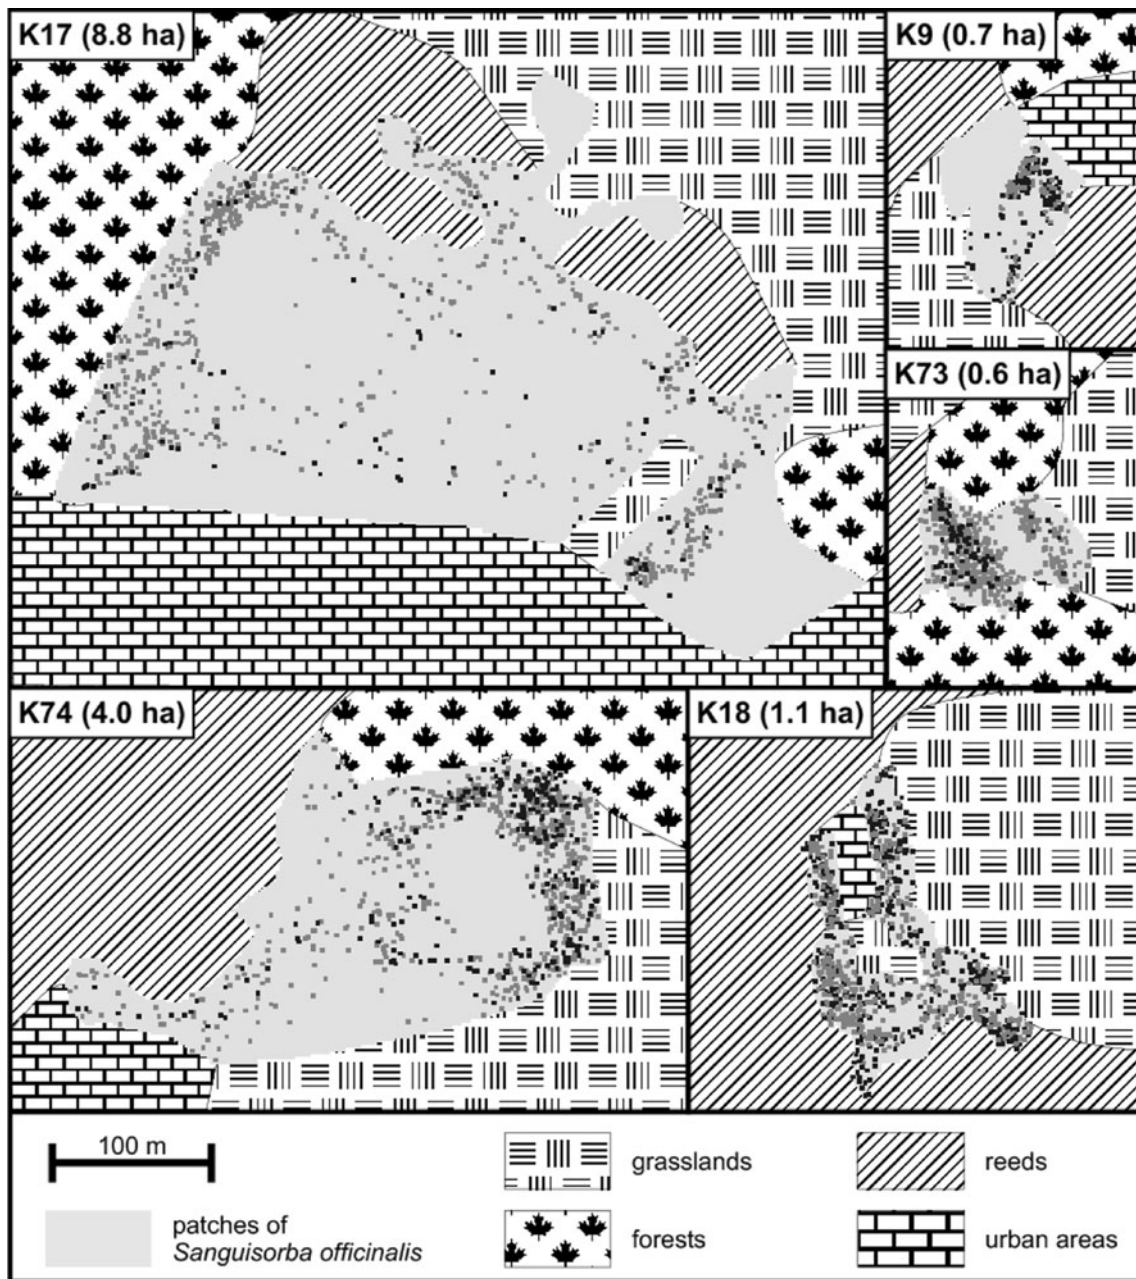 K17 (8.8 ha)
K9 (0.7 ha)
K73 (0.6 ha)
K74 (4.0 ha)
K18 (1.1 ha)
100 m
grasslands
reeds
patches of
Sanguisorba officinalis
forests
urban areas